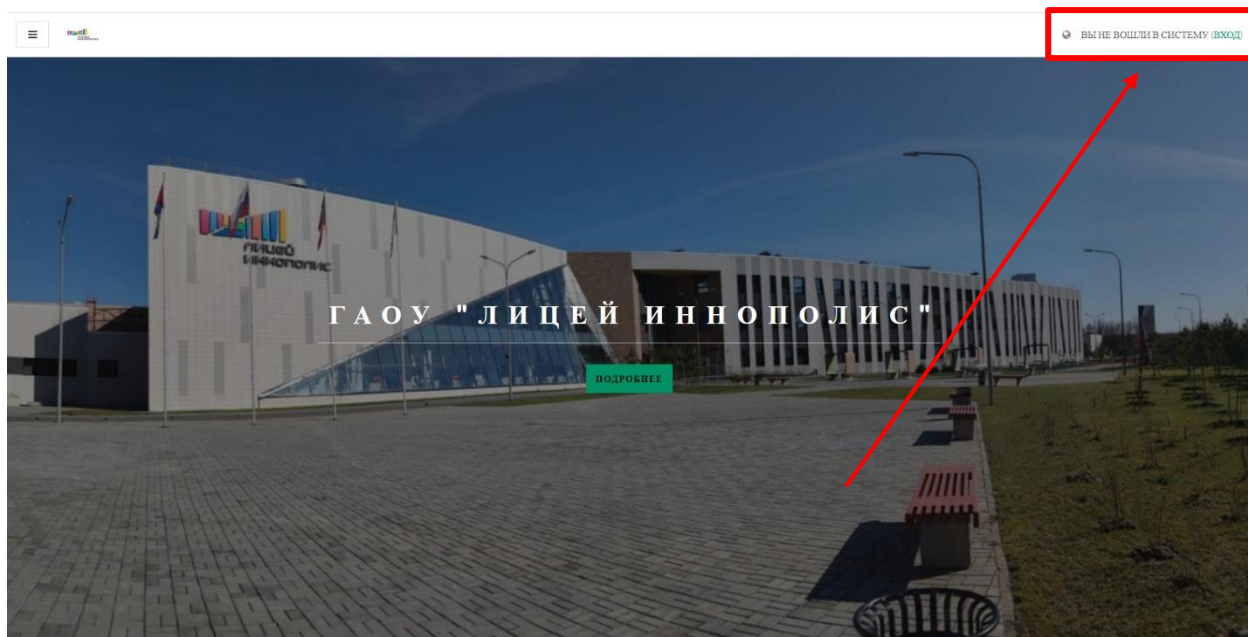 ВЫ НЕ ВОШЛИ В СИСТЕМУ (ВХОД)
ЛИЦЕЙ
ИННОПОЛИС
ГАОУ "ЛИЦЕЙ ИННОПОЛИС"
ПОДРОБНЕЕ